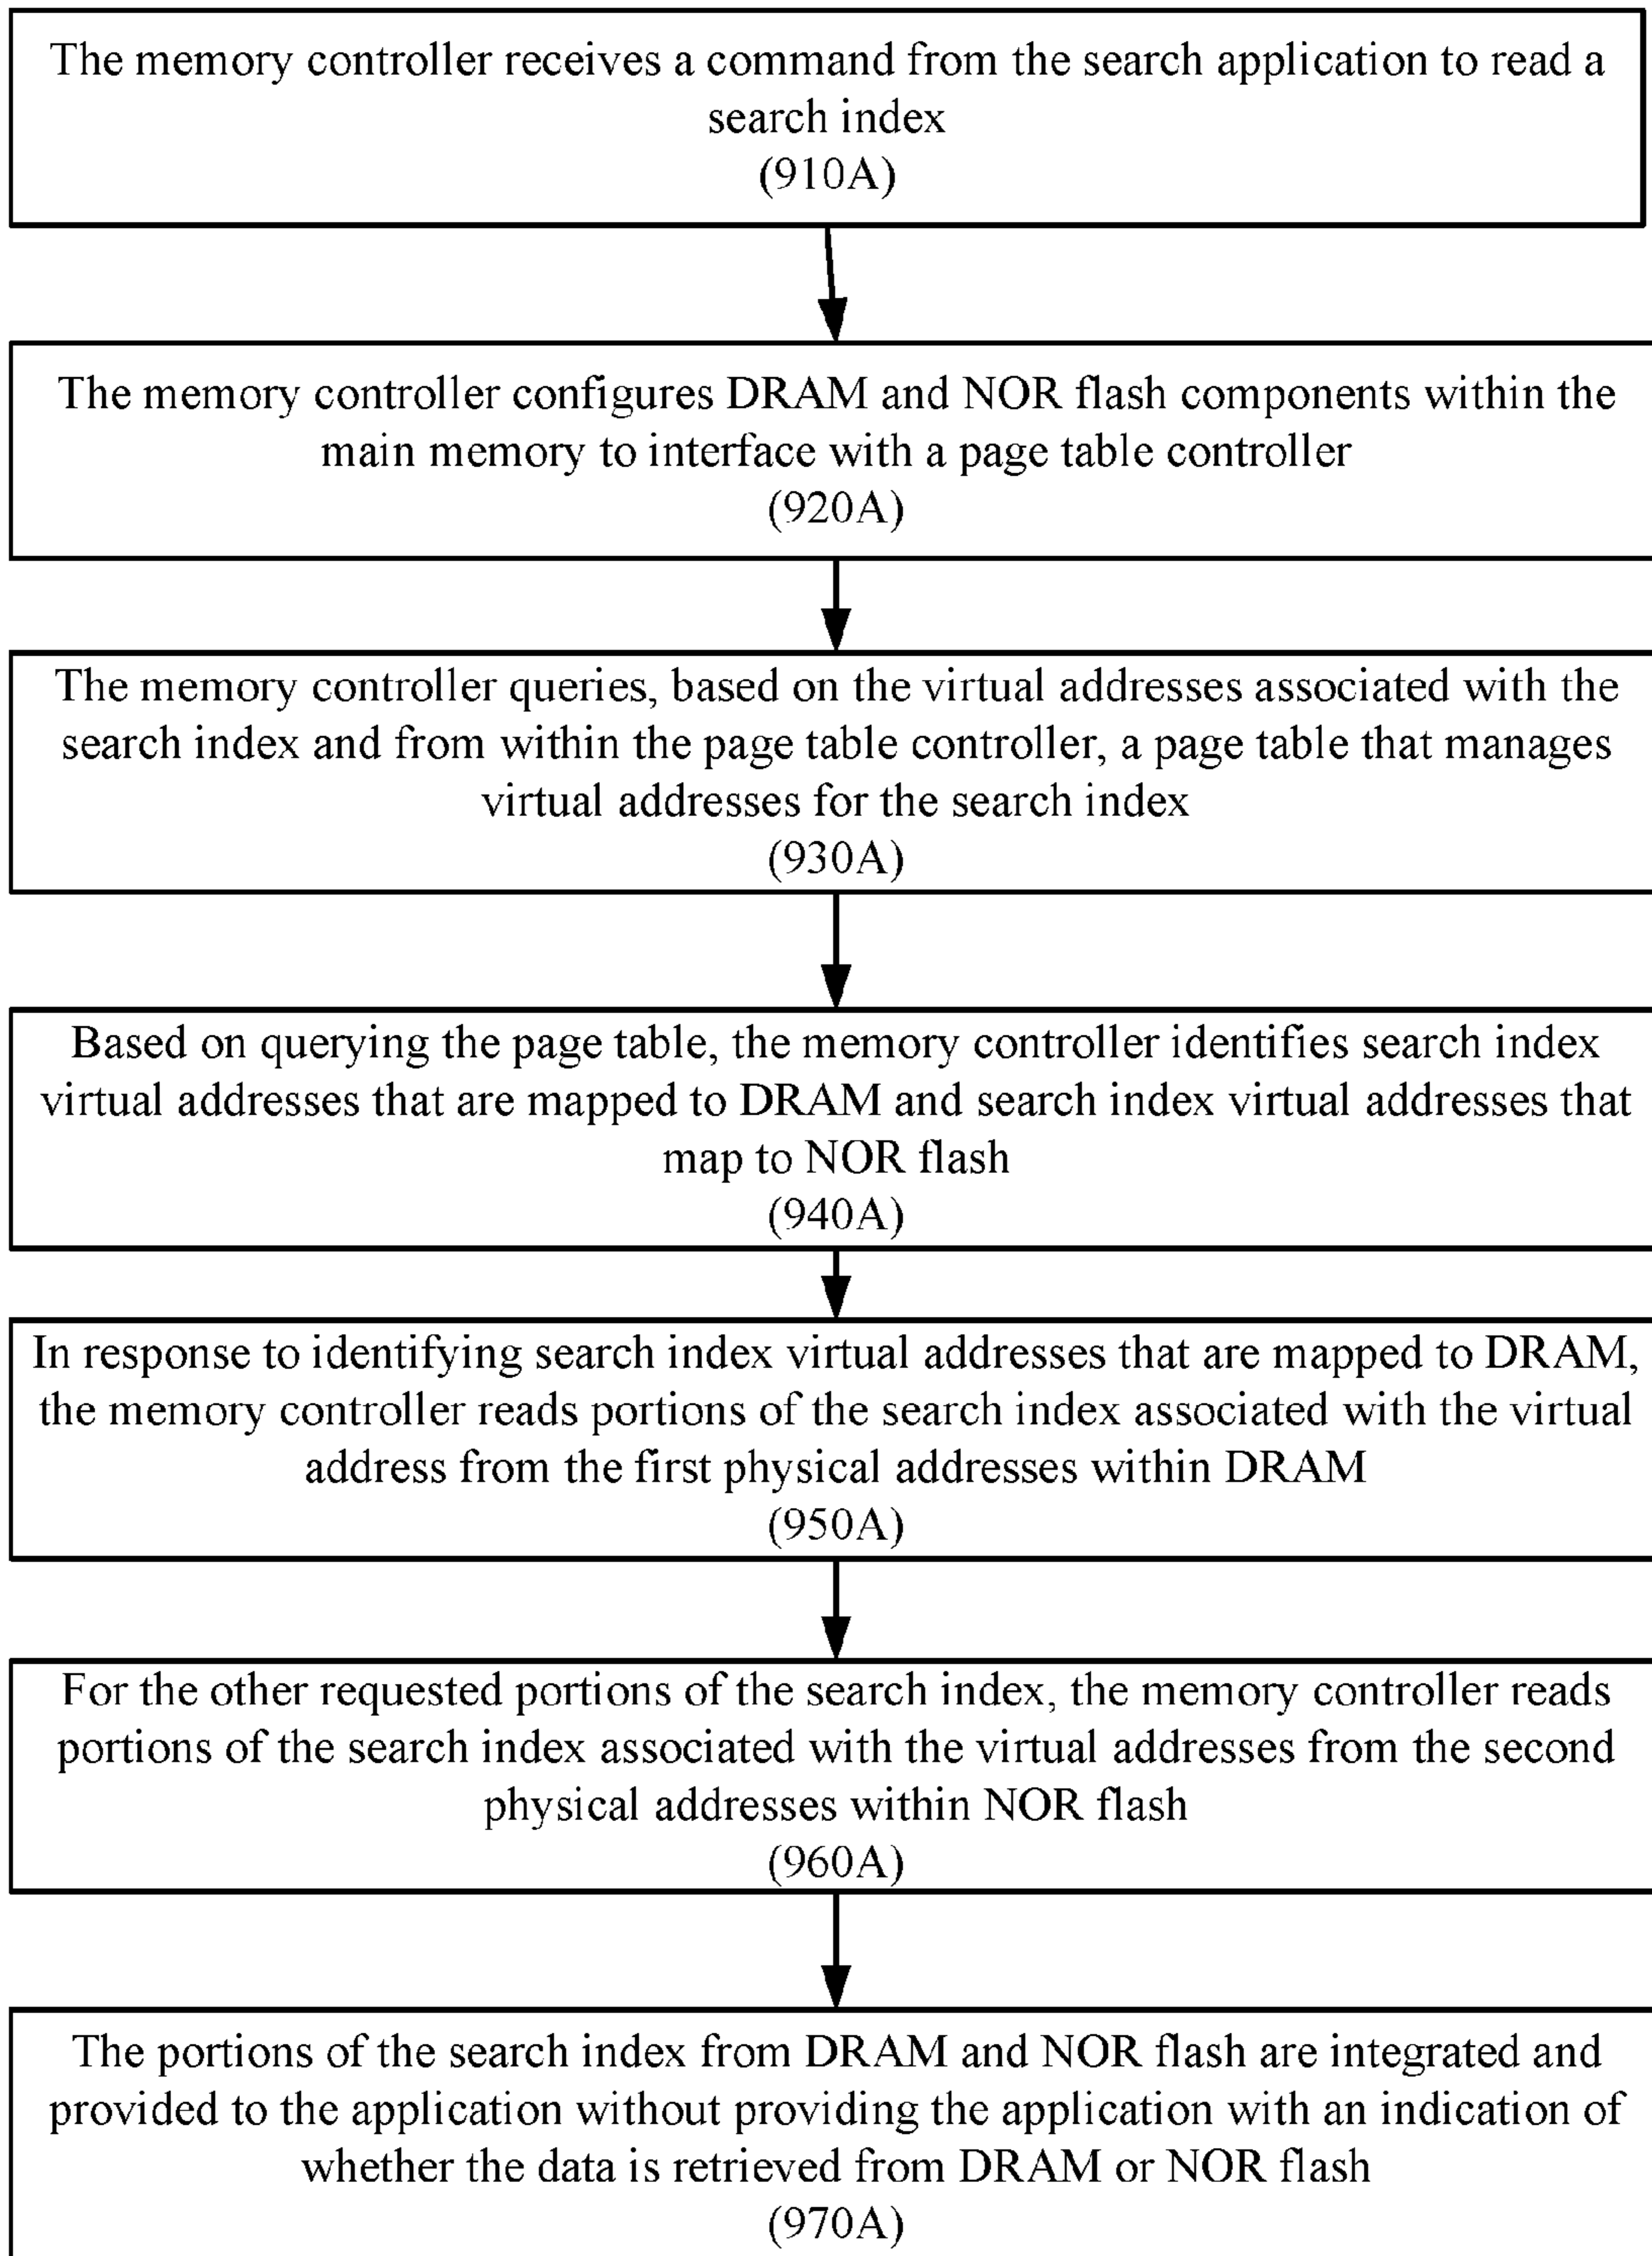 The memory controller receives a command from the search application to read a
search index
(910A)
The memory controller configures DRAM and NOR flash components within the
main memory to interface with a page table controller
(920A)
The memory controller queries, based on the virtual addresses associated with the
search index and from within the page table controller, a page table that manages
virtual addresses for the search index
(930A)
Based on querying the page table, the memory controller identifies search index
virtual addresses that are mapped to DRAM and search index virtual addresses that
map to NOR flash
(940A)
In response to identifying search index virtual addresses that are mapped to DRAM,
the memory controller reads portions of the search index associated with the virtual
address from the first physical addresses within DRAM
(950A)
For the other requested portions of the search index, the memory controller reads
portions of the search index associated with the virtual addresses from the second
physical addresses within NOR flash
(960A)
The portions of the search index from DRAM and NOR flash are integrated and
provided to the application without providing the application with an indication of
whether the data is retrieved from DRAM or NOR flash
(970A)